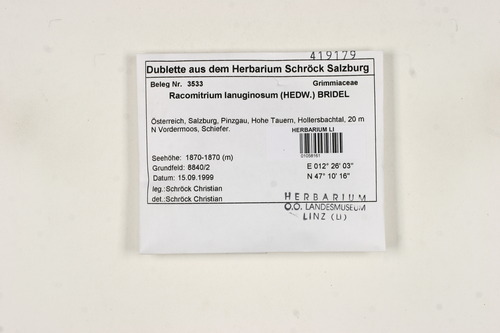 419179
Dublette aus dem Herbarium Schröck Salzburg
Beleg Nr. 3533 Grimmiaceae
Racomitrium lanuginosum (HEDW.) BRIDEL
Österreich, Salzburg, Pinzgau, Hohe Tauern, Hollersbachtal, 20 m
N Vordermoos, Schiefer.
HERBARIUM LI
01058161
Seehöhe: 1870-1870 (m) E 012° 26' 03"
Grundfeld: 8840/2 N 47° 10' 16"
Datum: 15.09.1999
leg.:Schröck Christian
det.:Schröck Christian
HERBARIUM
O.O. LANDESMUSEUM
LINZ (LI)